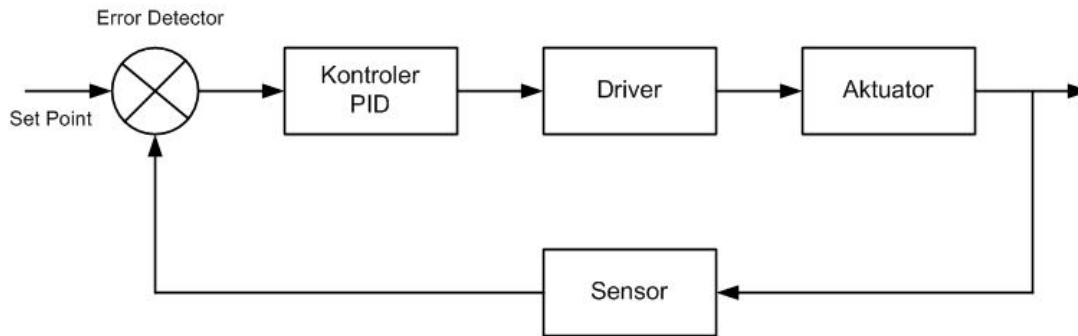 Error Detector
Set Point
Kontroler
PID
Driver
Aktuator
Sensor